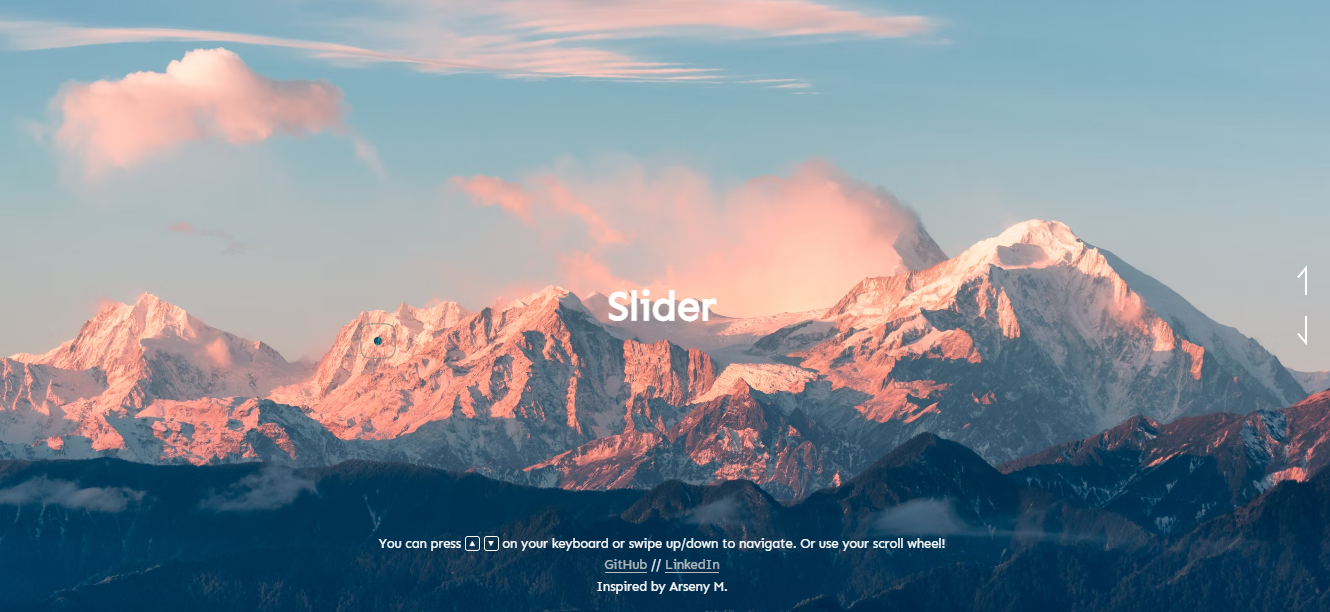 Slider
You can press ▲ ▼ on your keyboard or swipe up/down to navigate. Or use your scroll wheel!
GitHub // LinkedIn
Inspired by Arseny M.